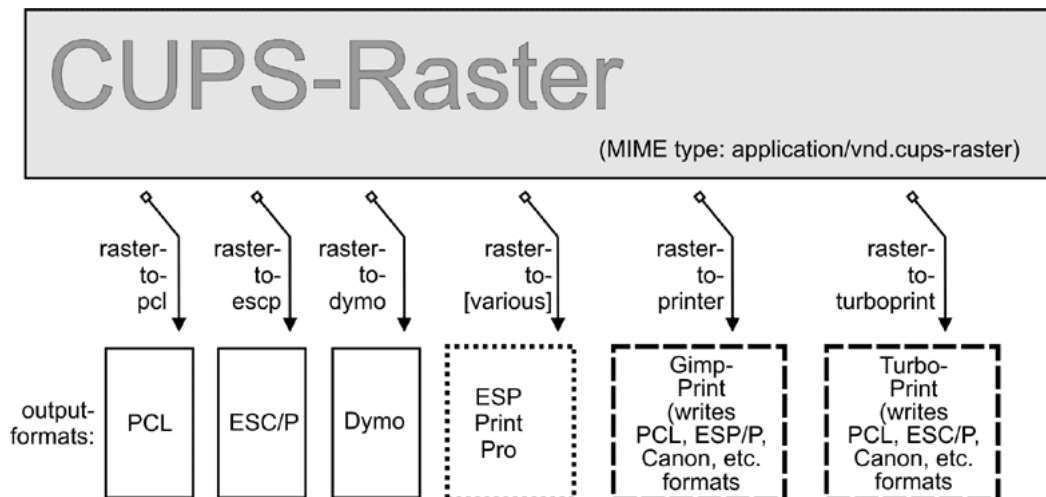 CUPS-Raster
(MIME type: application/vnd.cups-raster)
raster-
to-
pcl
raster-
to-
escp
raster-
to-
dymo
raster-
to-
[various]
raster-
to-
printer
raster-
to-
turboprint
output-
formats:
PCL
ESC/P
Dymo
ESP
Print
Pro
Gimp-
Print
(writes
PCL, ESP/P,
Canon, etc.
formats
Turbo-
Print
(writes
PCL, ESC/P,
Canon, etc.
formats